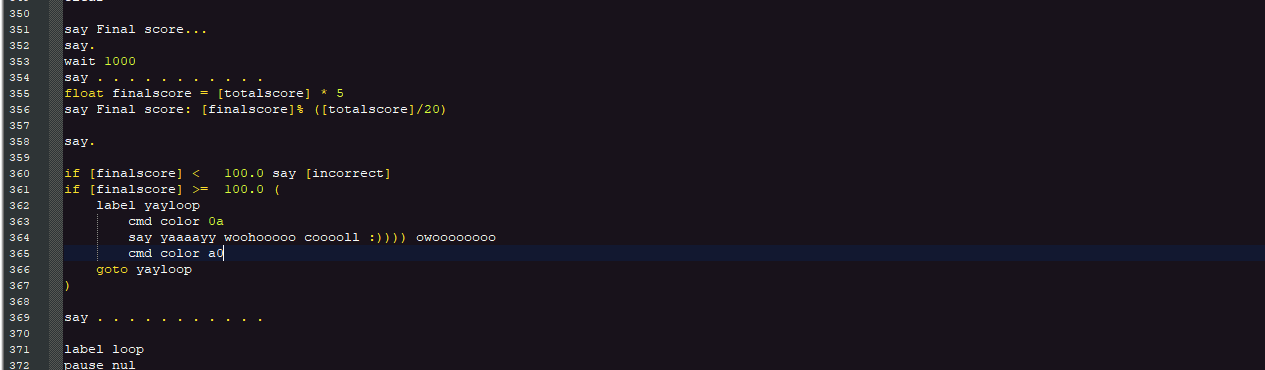 350
351 say Final score...
352 say.
353 wait 1000
354 say . . . . . . . . . . .
355 float finalscore = [totalscore] * 5
356 say Final score: [finalscore]% ([totalscore]/20)
357
358 say.
359
360 if [finalscore] <   100.0 say [incorrect]
361 if [finalscore] >=  100.0 (
362     label yayloop
363         cmd color 0a
364         say yaaaayy woohooooo cooooll :)))) owoooooooo
365         cmd color a0
366     goto yayloop
367 )
368
369 say . . . . . . . . . . .
370
371 label loop
372 pause nul